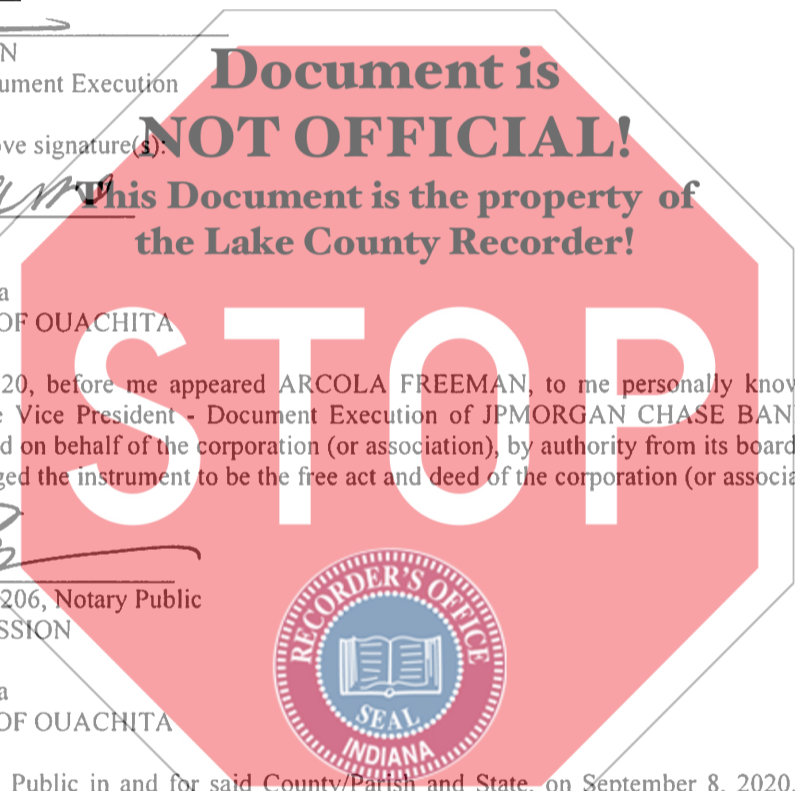 N
Document is
ument Execution
NOT OFFICIAL!
ove signature(s):
This Document is the property of
the Lake County Recorder!
a
OF OUACHITA
STOP
20, before me appeared ARCOLA FREEMAN, to me personally know
e Vice President - Document Execution of JPMORGAN CHASE BAN
d on behalf of the corporation (or association), by authority from its board
ged the instrument to be the free act and deed of the corporation (or associa
206, Notary Public
SSION
RECORDER'S OFFICE
SEAL
INDIANA
a
OF OUACHITA
Public in and for said County/Parish and State, on September 8, 2020,